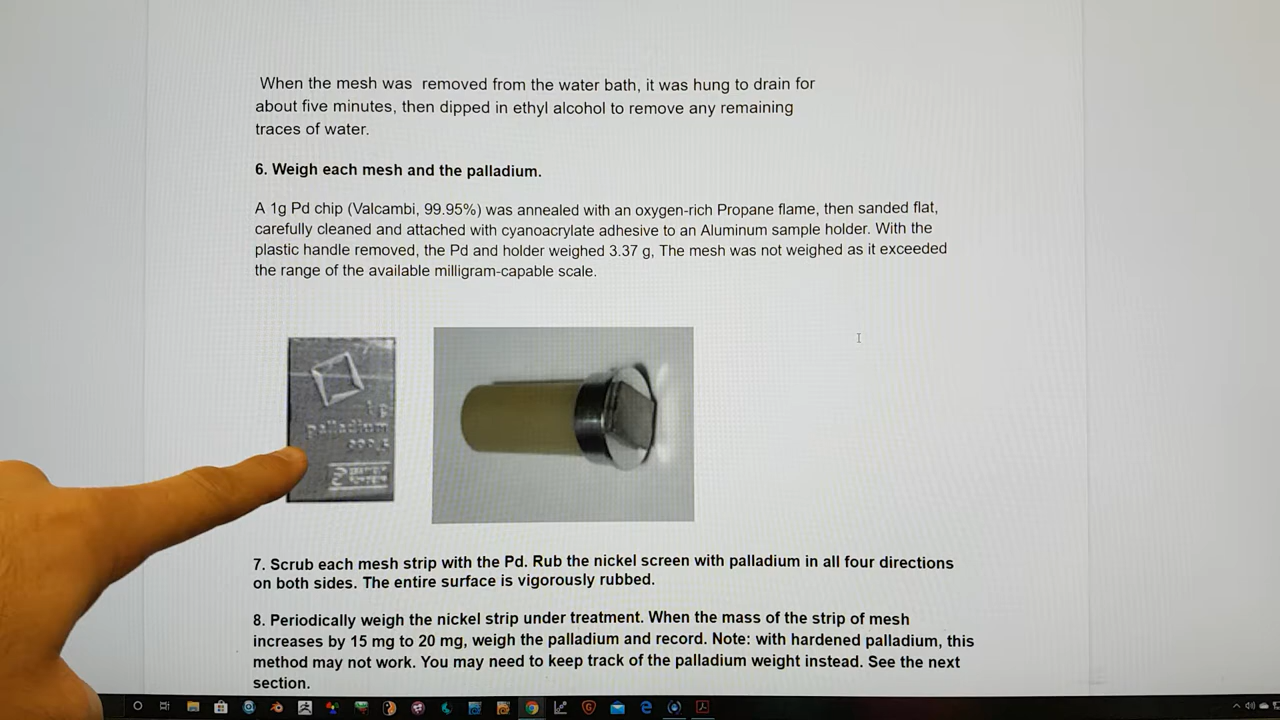 When the mesh was removed from the water bath, it was hung to drain for
about five minutes, then dipped in ethyl alcohol to remove any remaining
traces of water.
6. Weigh each mesh and the palladium.
A 1g Pd chip (Valcambi, 99.95%) was annealed with an oxygen-rich Propane flame, then sanded flat,
carefully cleaned and attached with cyanoacrylate adhesive to an Aluminum sample holder. With the
plastic handle removed, the Pd and holder weighed 3.37 g, The mesh was not weighed as it exceeded
the range of the available milligram-capable scale.
1g
palladium
999,5
7. Scrub each mesh strip with the Pd. Rub the nickel screen with palladium in all four directions
on both sides. The entire surface is vigorously rubbed.
8. Periodically weigh the nickel strip under treatment. When the mass of the strip of mesh
increases by 15 mg to 20 mg, weigh the palladium and record. Note: with hardened palladium, this
method may not work. You may need to keep track of the palladium weight instead. See the next
section.